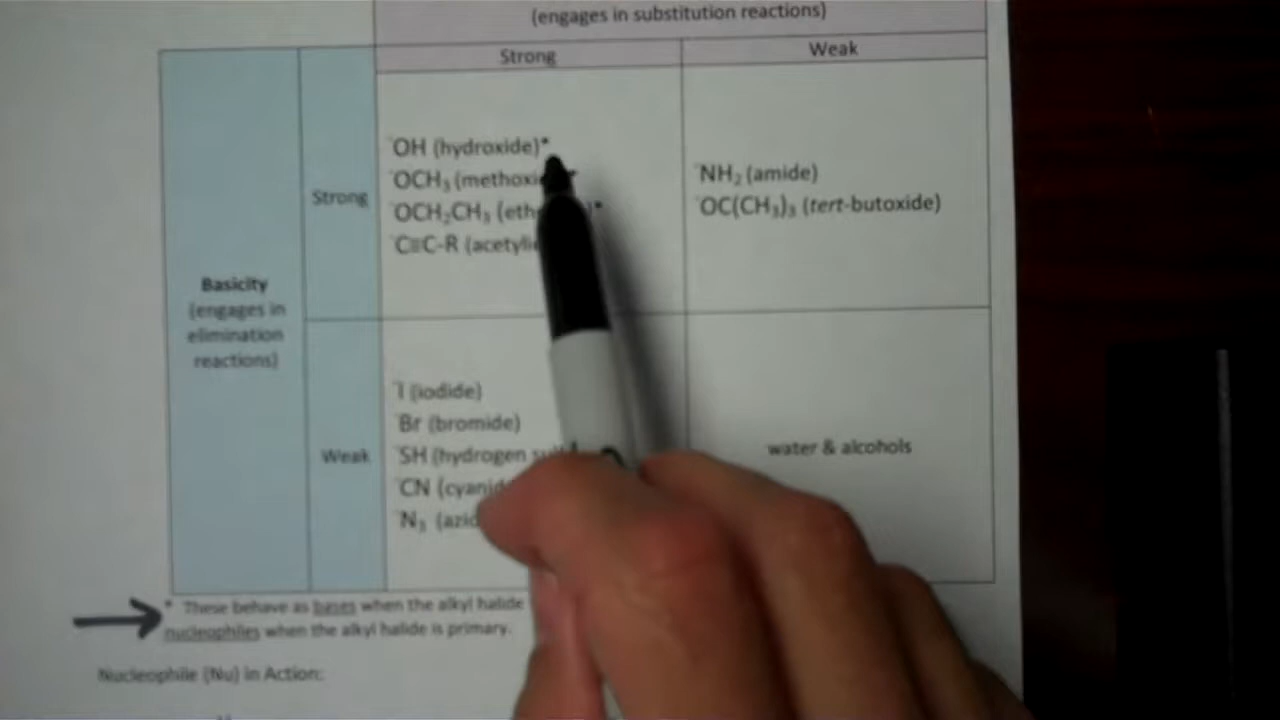 (engages in substitution reactions)
Strong
Weak
Basicity
(engages in
elimination
reactions)
Strong
⁻OH (hydroxide)*
⁻OCH₃ (methoxi
⁻OCH₂CH₃ (eth )*
⁻C≡C-R (acetyli
⁻NH₂ (amide)
⁻OC(CH₃)₃ (tert-butoxide)
Weak
⁻I (iodide)
⁻Br (bromide)
⁻SH (hydrogen
⁻CN (cyanid
⁻N₃ (azid
water & alcohols
* These behave as bases when the alkyl halide
nucleophiles when the alkyl halide is primary.
Nucleophile (Nu) in Action: